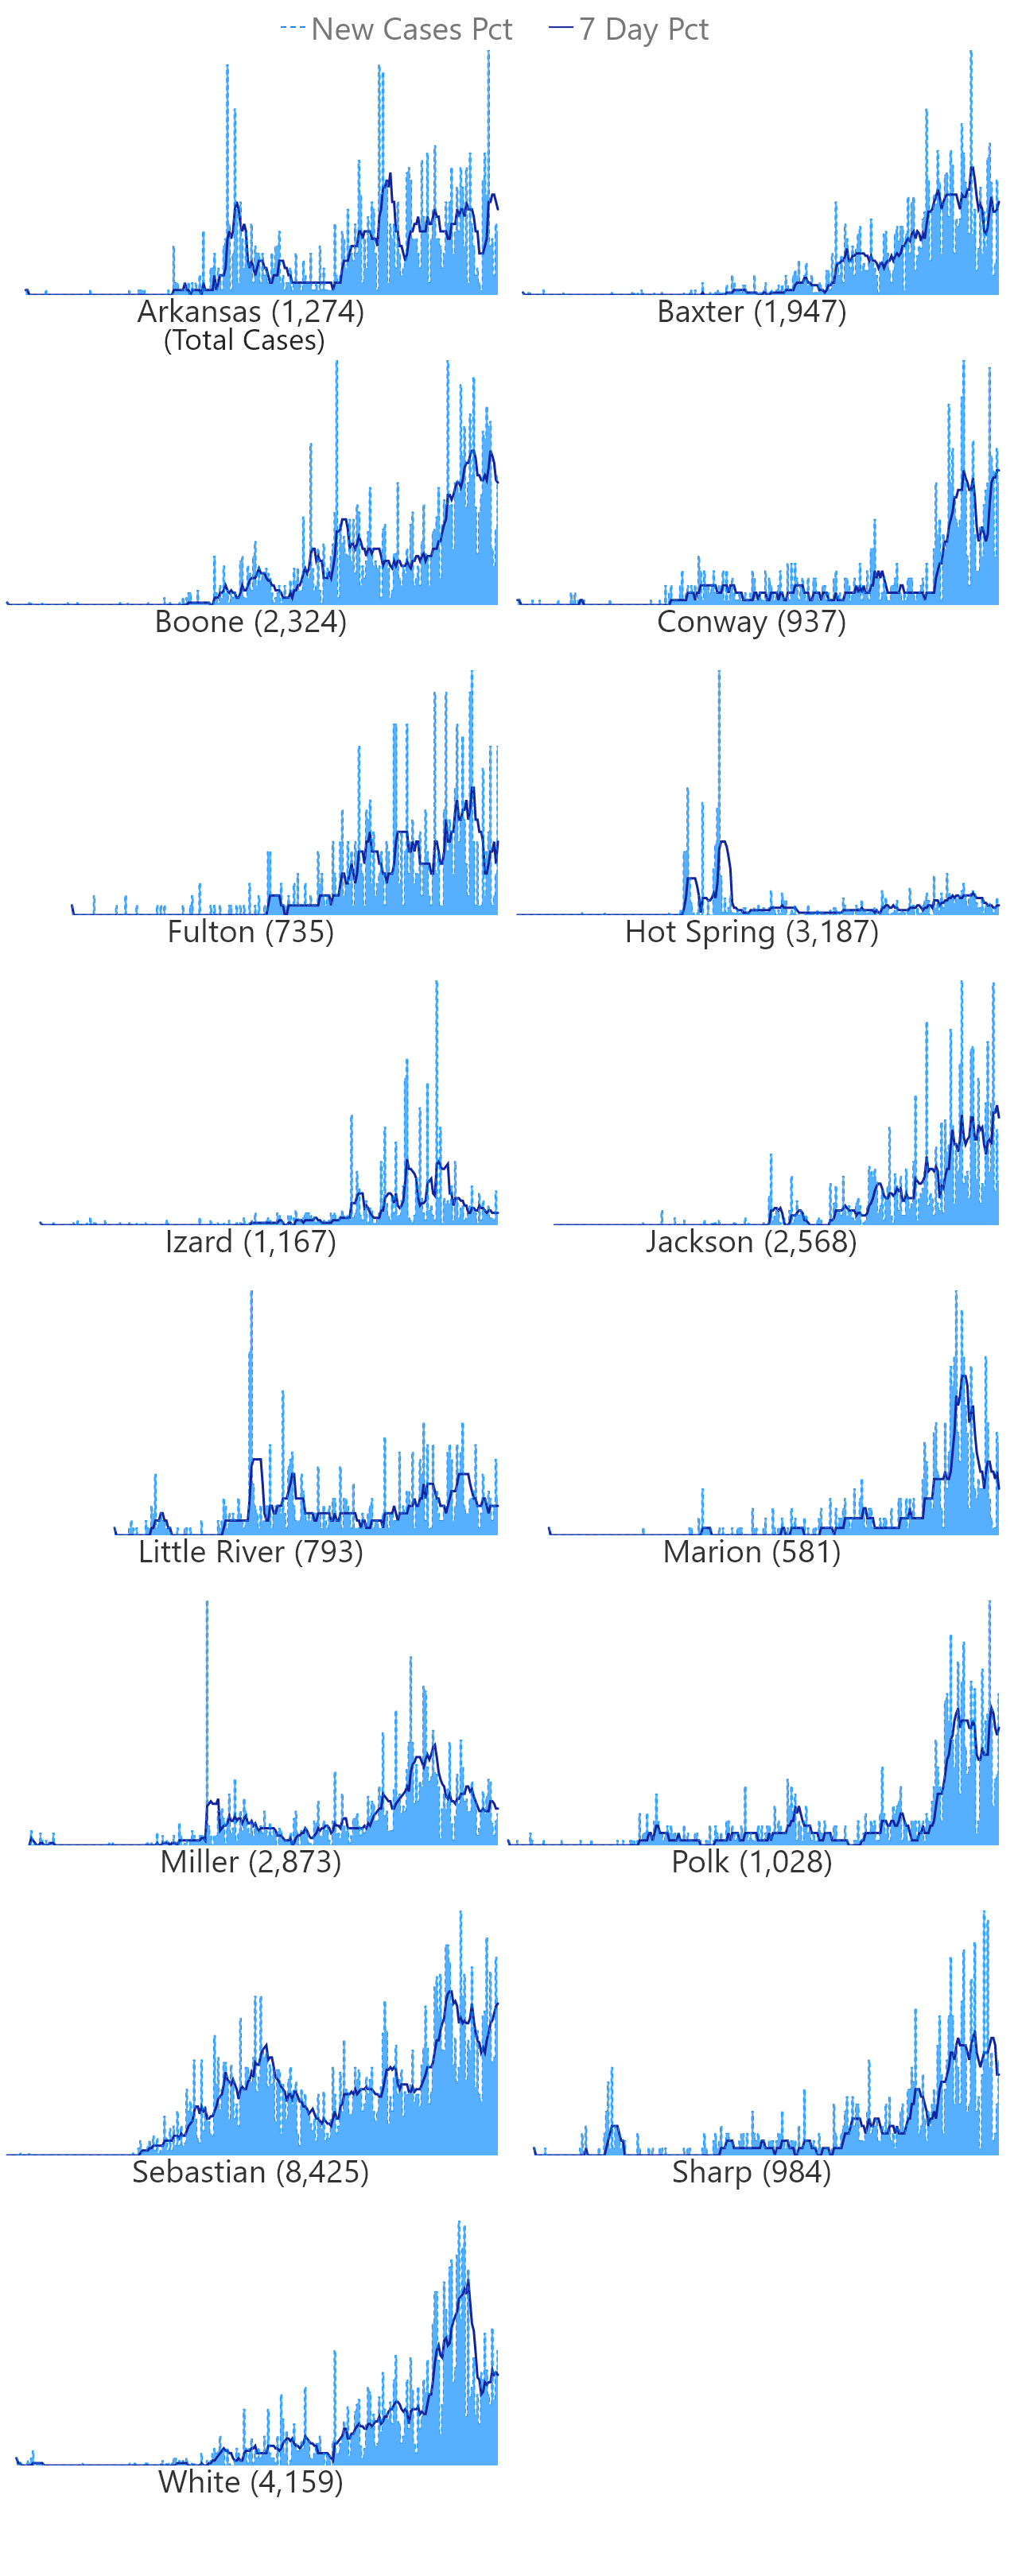 New Cases Pct 7 Day Pct
Arkansas (1,274) Baxter (1,947)
(Total Cases)
Boone (2,324) Conway (937)
Fulton (735) Hot Spring (3,187)
Izard (1,167) Jackson (2,568)
Little River (793) Marion (581)
Miller (2,873) Polk (1,028)
Sebastian (8,425) Sharp (984)
White (4,159)